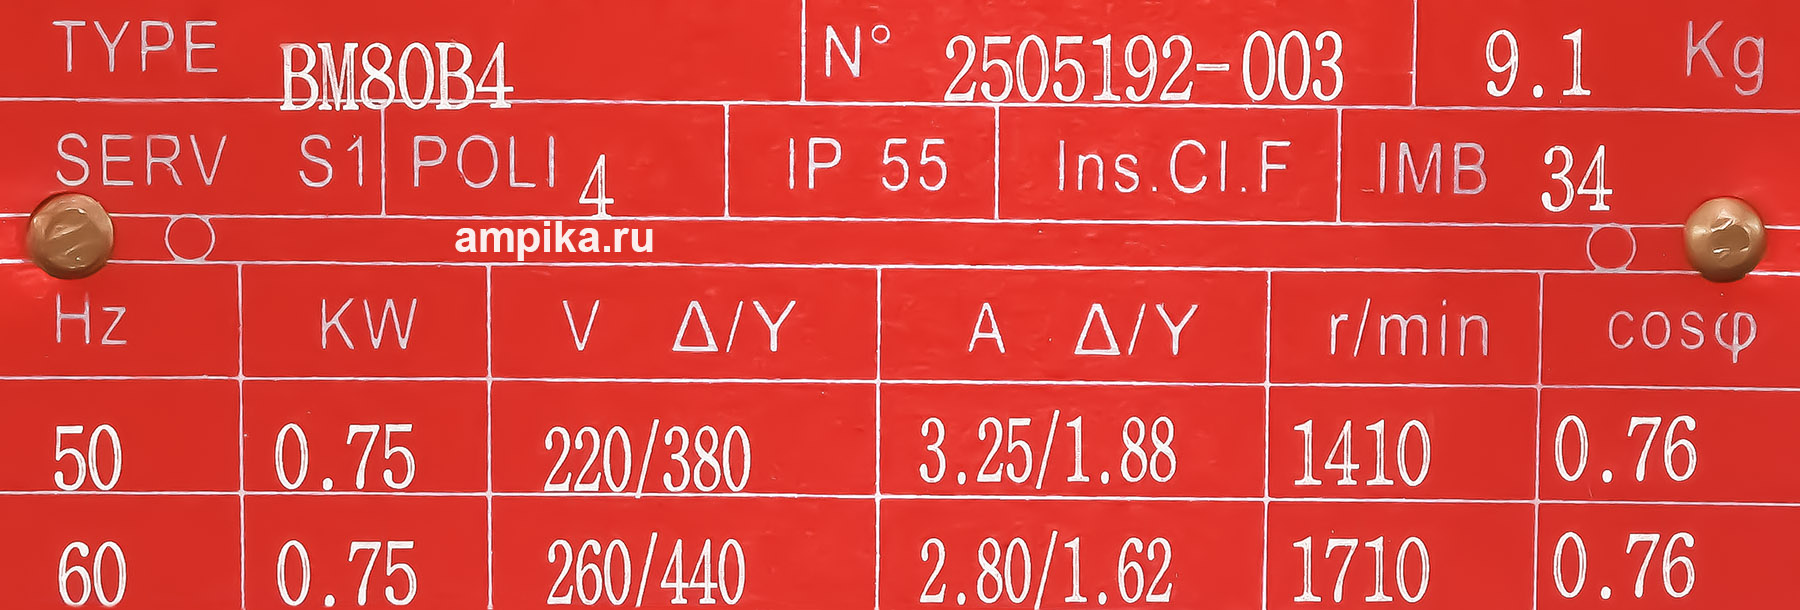 TYPE BM80B4 N° 2505192-003 9.1 Kg
SERV S1 POLI 4 IP 55 Ins.Cl.F IMB 34
ampika.ru
Hz KW V Δ/Y A Δ/Y r/min cosφ
50 0.75 220/380 3.25/1.88 1410 0.76
60 0.75 260/440 2.80/1.62 1710 0.76